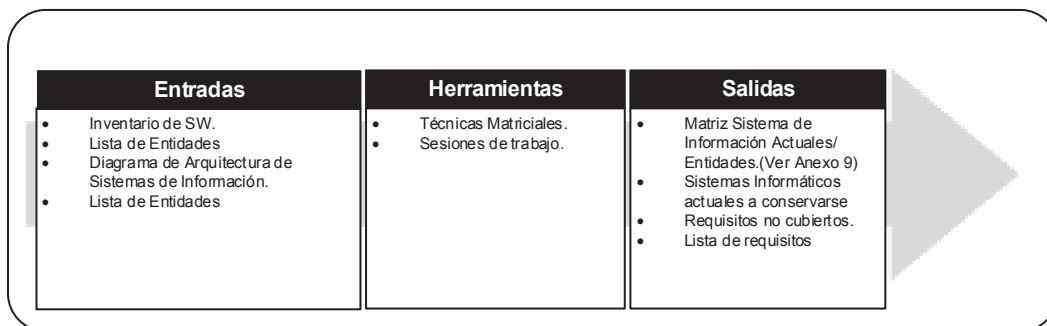 Entradas
• Inventario de SW.
• Lista de Entidades
• Diagrama de Arquitectura de
Sistemas de Información.
• Lista de Entidades
Herramientas
• Técnicas Matriciales.
• Sesiones de trabajo.
Salidas
• Matriz Sistema de
Información Actuales/
Entidades.(Ver Anexo 9)
• Sistemas Informáticos
actuales a conservarse
• Requisitos no cubiertos.
• Lista de requisitos